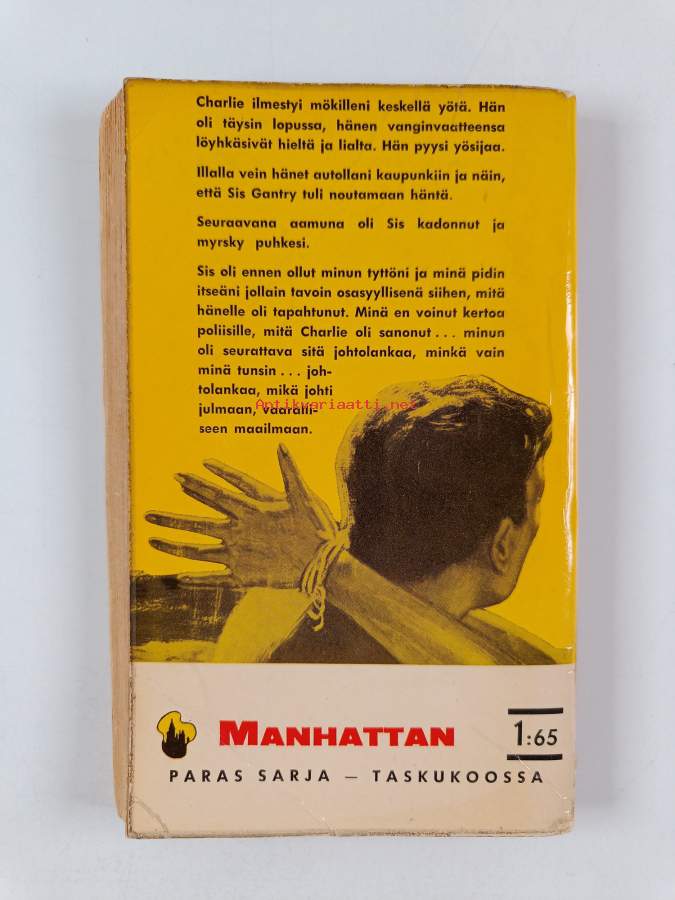 Charlie ilmestyi mökilleni keskellä yötä. Hän
oli täysin lopussa, hänen vanginvaatteensa
löyhkäsivät hieltä ja lialta. Hän pyysi yösijaa.
Illalla vein hänet autollani kaupunkiin ja näin,
että Sis Gantry tuli noutamaan häntä.
Seuraavana aamuna oli Sis kadonnut ja
myrsky puhkesi.
Sis oli ennen ollut minun tyttöni ja minä pidin
itseäni jollain tavoin osasyyllisenä siihen, mitä
hänelle oli tapahtunut. Minä en voinut kertoa
poliisille, mitä Charlie oli sanonut . . . minun
oli seurattava sitä johtolankaa, minkä vain
minä tunsin . . . joh-
tolankaa, mikä johti
julmaan, vaaralli-
seen maailmaan.
Antikvariaatti.net
MANHATTAN
1:65
PARAS SARJA — TASKUKOOSSA